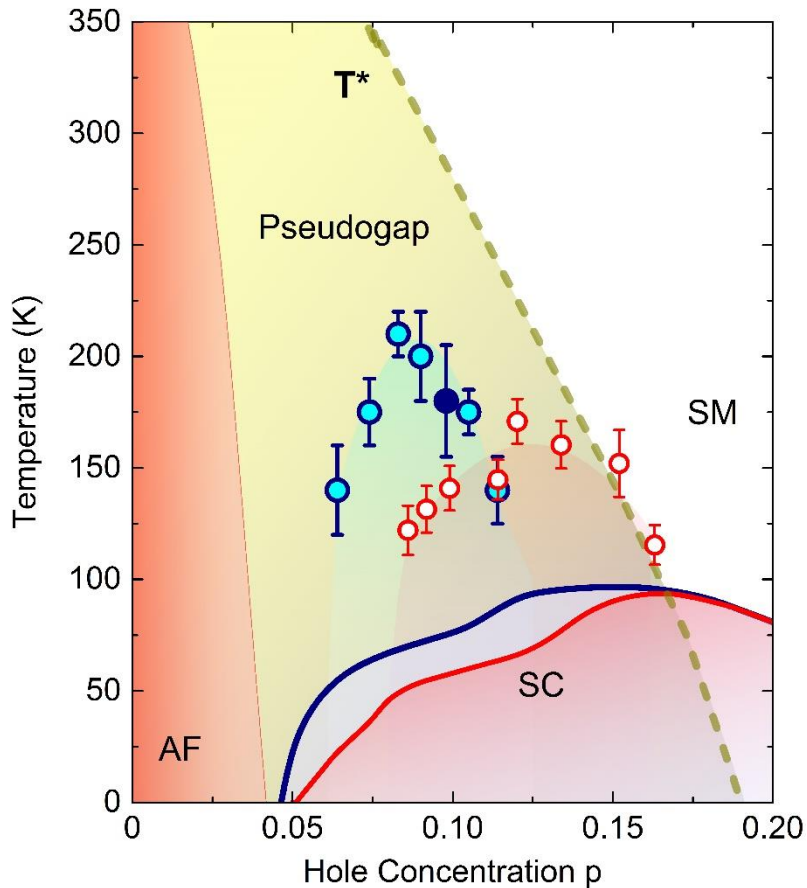 350
300
250
200
150
100
50
0
Temperature (K)
T*
Pseudogap
SM
SC
AF
0 0.05 0.10 0.15 0.20
Hole Concentration p